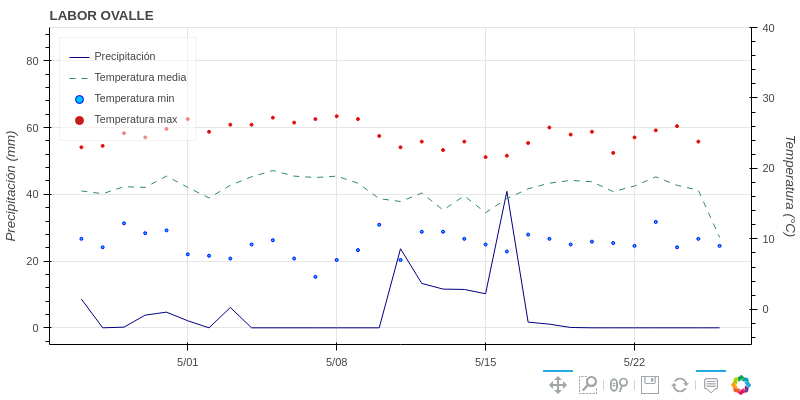 LABOR OVALLE
Precipitación
Temperatura media
Temperatura min
Temperatura max
Precipitación (mm)
80
60
40
20
0
Temperatura (°C)
40
30
20
10
0
5/01
5/08
5/15
5/22